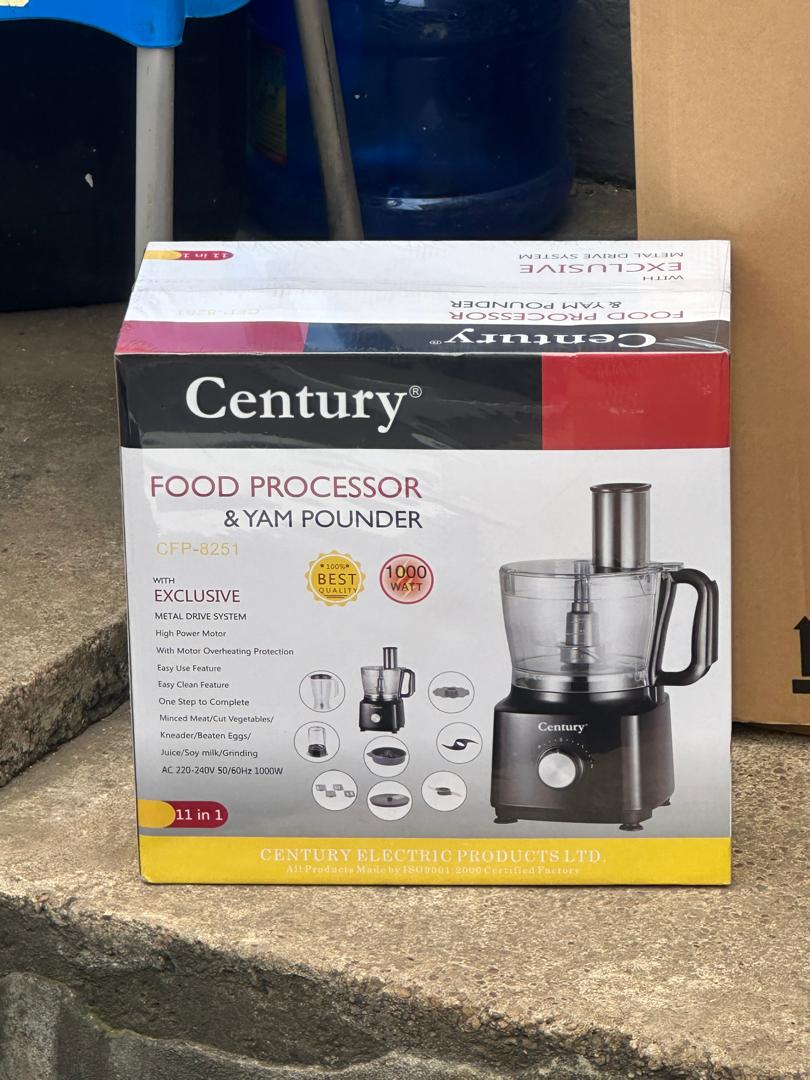 11 in 1
METAL DRIVE SYSTEM
EXCLUSIVE
WITH
& YAM POUNDER
FOOD PROCESSOR
CFP-8251
Century®
Century®
FOOD PROCESSOR
& YAM POUNDER
CFP-8251
*100%*
BEST
QUALITY
1000
WATT
WITH
EXCLUSIVE
METAL DRIVE SYSTEM
High Power Motor
With Motor Overheating Protection
Easy Use Feature
Easy Clean Feature
One Step to Complete
Minced Meat/Cut Vegetables/
Kneader/Beaten Eggs/
Juice/Soy milk/Grinding
AC 220-240V 50/60Hz 1000W
Century®
11 in 1
CENTURY ELECTRIC PRODUCTS LTD.
All Products Made by ISO9001:2000 Certified Factory